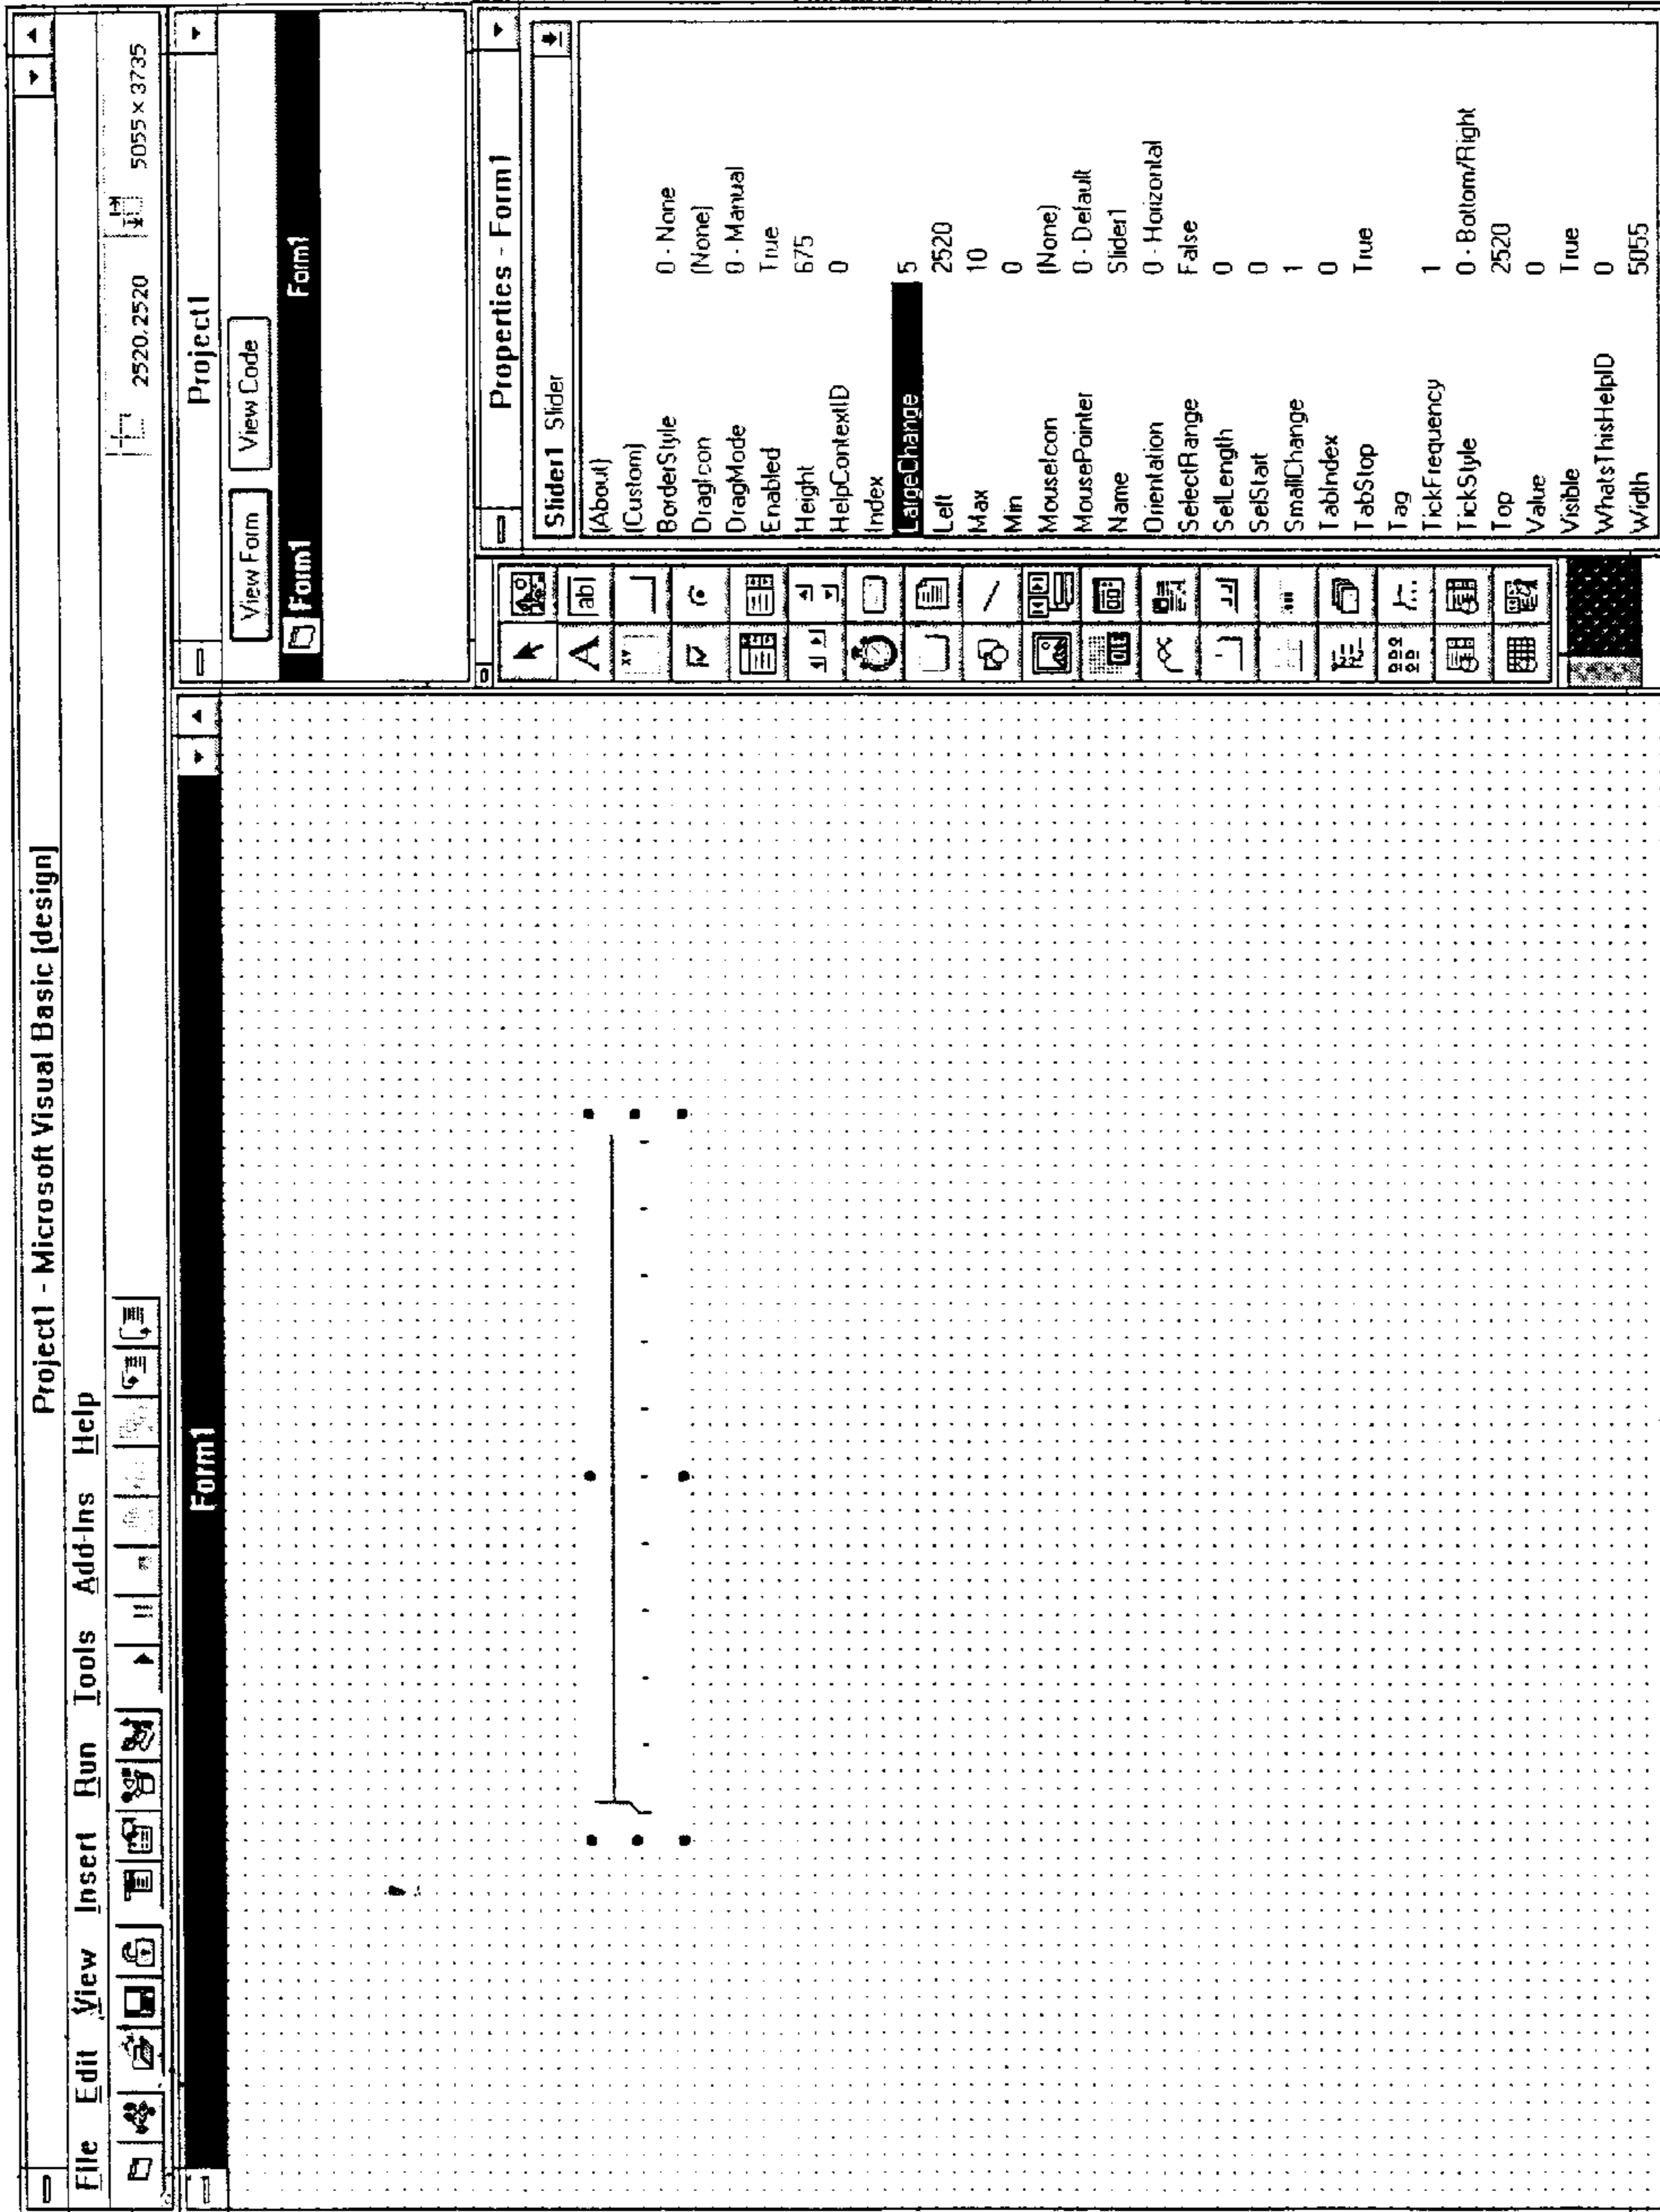 Project1 - Microsoft Visual Basic [design]
File Edit View Insert Run Tools Add-Ins Help
2520,2520 5055 × 3735
Form1
Project1
View Form View Code
Form1 Form1
Properties - Form1
Slider1 Slider
(About)
(Custom)
BorderStyle 0 - None
DragIcon (None)
DragMode 0 - Manual
Enabled True
Height 675
HelpContextID 0
Index
LargeChange 5
Left 2520
Max 10
Min 0
MouseIcon (None)
MousePointer 0 - Default
Name Slider1
Orientation 0 - Horizontal
SelectRange False
SelLength 0
SelStart 0
SmallChange 1
TabIndex 0
TabStop True
Tag
TickFrequency 1
TickStyle 0 - Bottom/Right
Top 2520
Value 0
Visible True
WhatsThisHelpID 0
Width 5055
A
ab|